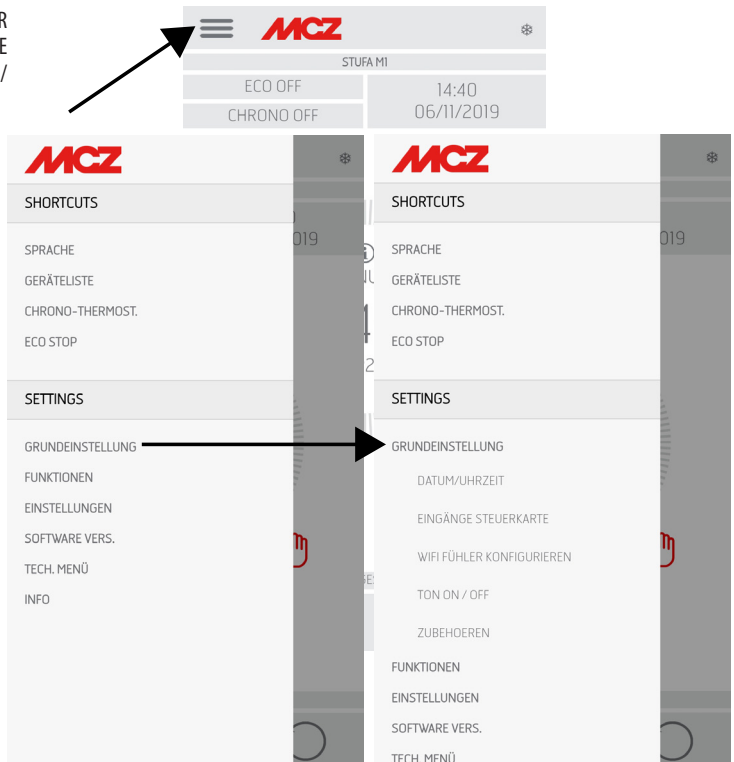 R
E
/
MCZ
STUFA M1
ECO OFF
14:40
CHRONO OFF
06/11/2019
MCZ
SHORTCUTS
SPRACHE
GERÄTELISTE
CHRONO-THERMOST.
ECO STOP
SETTINGS
GRUNDEINSTELLUNG
FUNKTIONEN
EINSTELLUNGEN
SOFTWARE VERS.
TECH. MENÜ
INFO
019
MCZ
SHORTCUTS
SPRACHE
GERÄTELISTE
CHRONO-THERMOST.
ECO STOP
SETTINGS
GRUNDEINSTELLUNG
DATUM/UHRZEIT
EINGÄNGE STEUERKARTE
WIFI FÜHLER KONFIGURIEREN
TON ON / OFF
ZUBEHOEREN
FUNKTIONEN
EINSTELLUNGEN
SOFTWARE VERS.
TECH. MENÜ
019